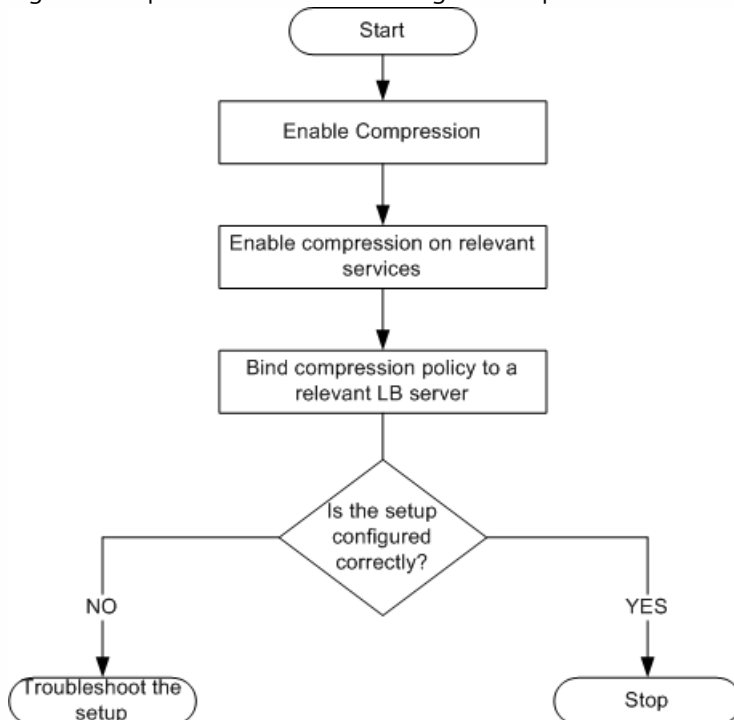 Start
Enable Compression
Enable compression on relevant
services
Bind compression policy to a
relevant LB server
Is the setup
configured
correctly?
NO
YES
Troubleshoot the
setup
Stop